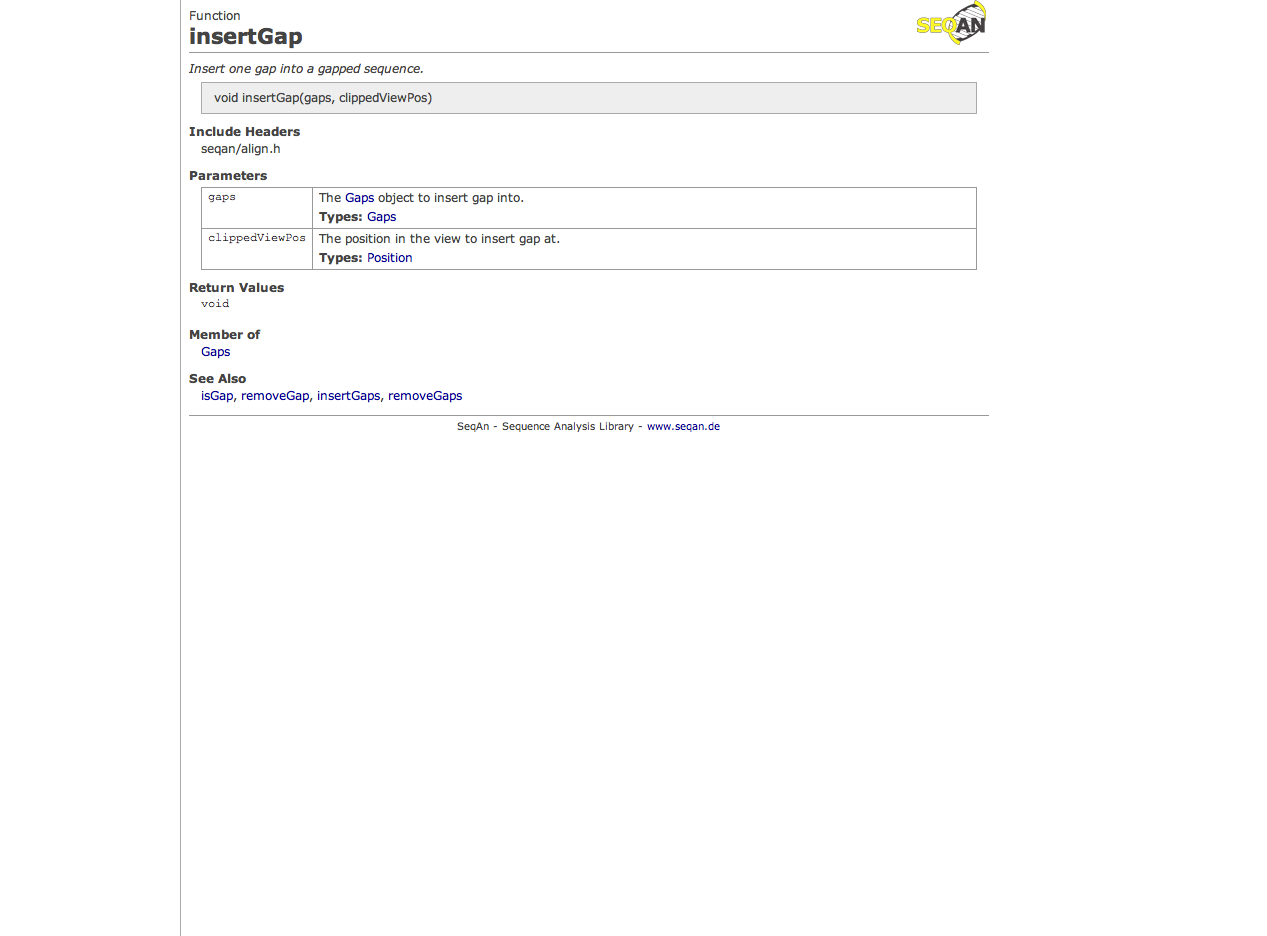 Function
SEQAN
insertGap
Insert one gap into a gapped sequence.
void insertGap(gaps, clippedViewPos)
Include Headers
seqan/align.h
Parameters
gaps
The Gaps object to insert gap into.
Types: Gaps
clippedViewPos
The position in the view to insert gap at.
Types: Position
Return Values
void
Member of
Gaps
See Also
isGap, removeGap, insertGaps, removeGaps
SeqAn - Sequence Analysis Library - www.seqan.de